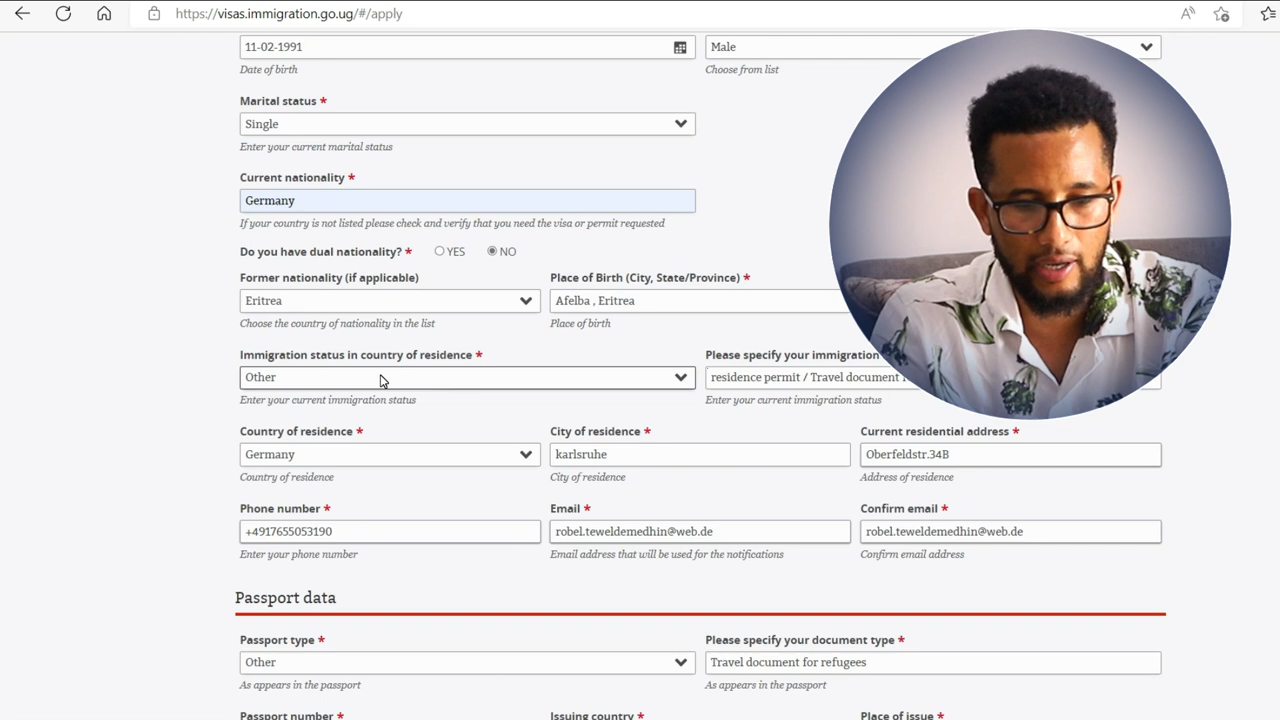 https://visas.immigration.go.ug/#/apply
11-02-1991
Male
Date of birth
Choose from list
Marital status *
Single
Enter your current marital status
Current nationality *
Germany
If your country is not listed please check and verify that you need the visa or permit requested
Do you have dual nationality? * YES NO
Former nationality (if applicable)
Place of Birth (City, State/Province) *
Eritrea
Afelba , Eritrea
Choose the country of nationality in the list
Place of birth
Immigration status in country of residence *
Please specify your immigration
Other
residence permit / Travel document
Enter your current immigration status
Enter your current immigration status
Country of residence *
City of residence *
Current residential address *
Germany
karlsruhe
Oberfeldstr.34B
Country of residence
City of residence
Address of residence
Phone number *
Email *
Confirm email *
+4917655053190
robel.teweldemedhin@web.de
robel.teweldemedhin@web.de
Enter your phone number
Email address that will be used for the notifications
Confirm email address
Passport data
Passport type *
Please specify your document type *
Other
Travel document for refugees
As appears in the passport
As appears in the passport
Passport number *
Issuing country *
Place of issue *